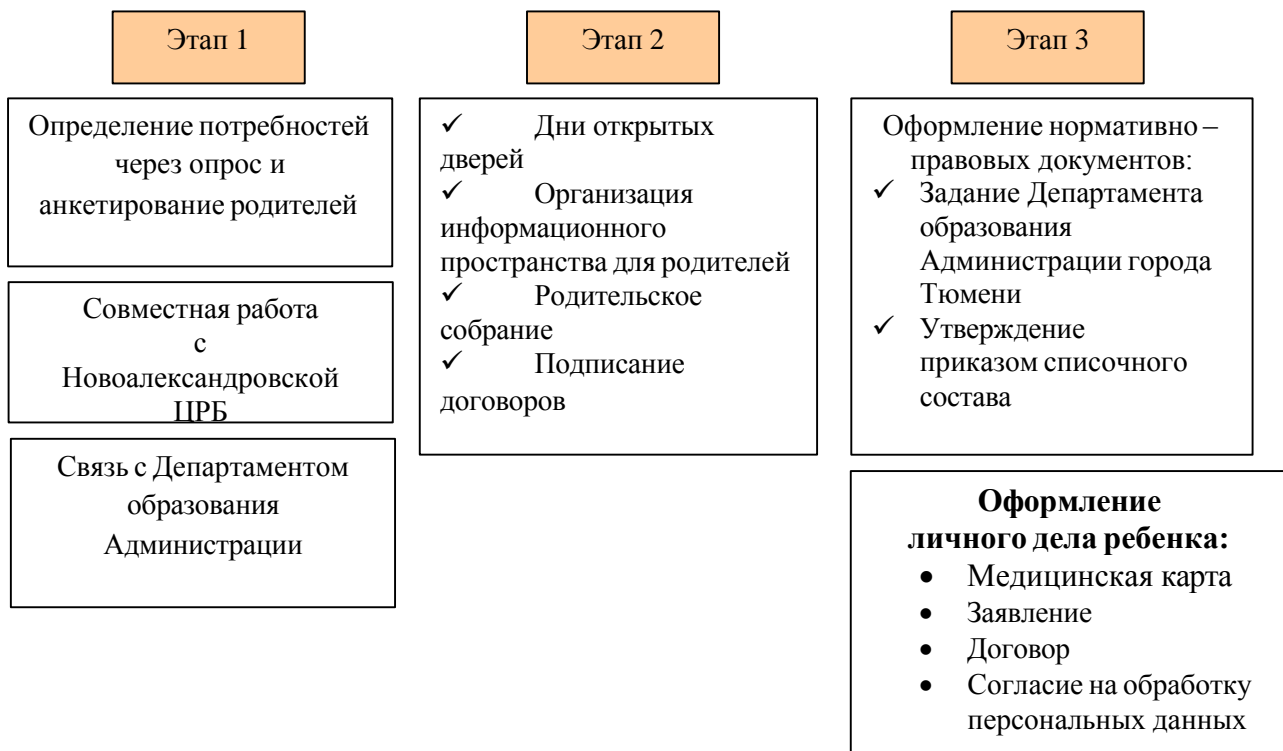 Этап 1
Определение потребностей
через опрос и
анкетирование родителей
Совместная работа
с
Новоалександровской
ЦРБ
Связь с Департаментом
образования
Администрации
Этап 2
✓ Дни открытых
дверей
✓ Организация
информационного
пространства для родителей
✓ Родительское
собрание
✓ Подписание
договоров
Этап 3
Оформление нормативно –
правовых документов:
✓ Задание Департамента
образования
Администрации города
Тюмени
✓ Утверждение
приказом списочного
состава
Оформление
личного дела ребенка:
• Медицинская карта
• Заявление
• Договор
• Согласие на обработку
персональных данных